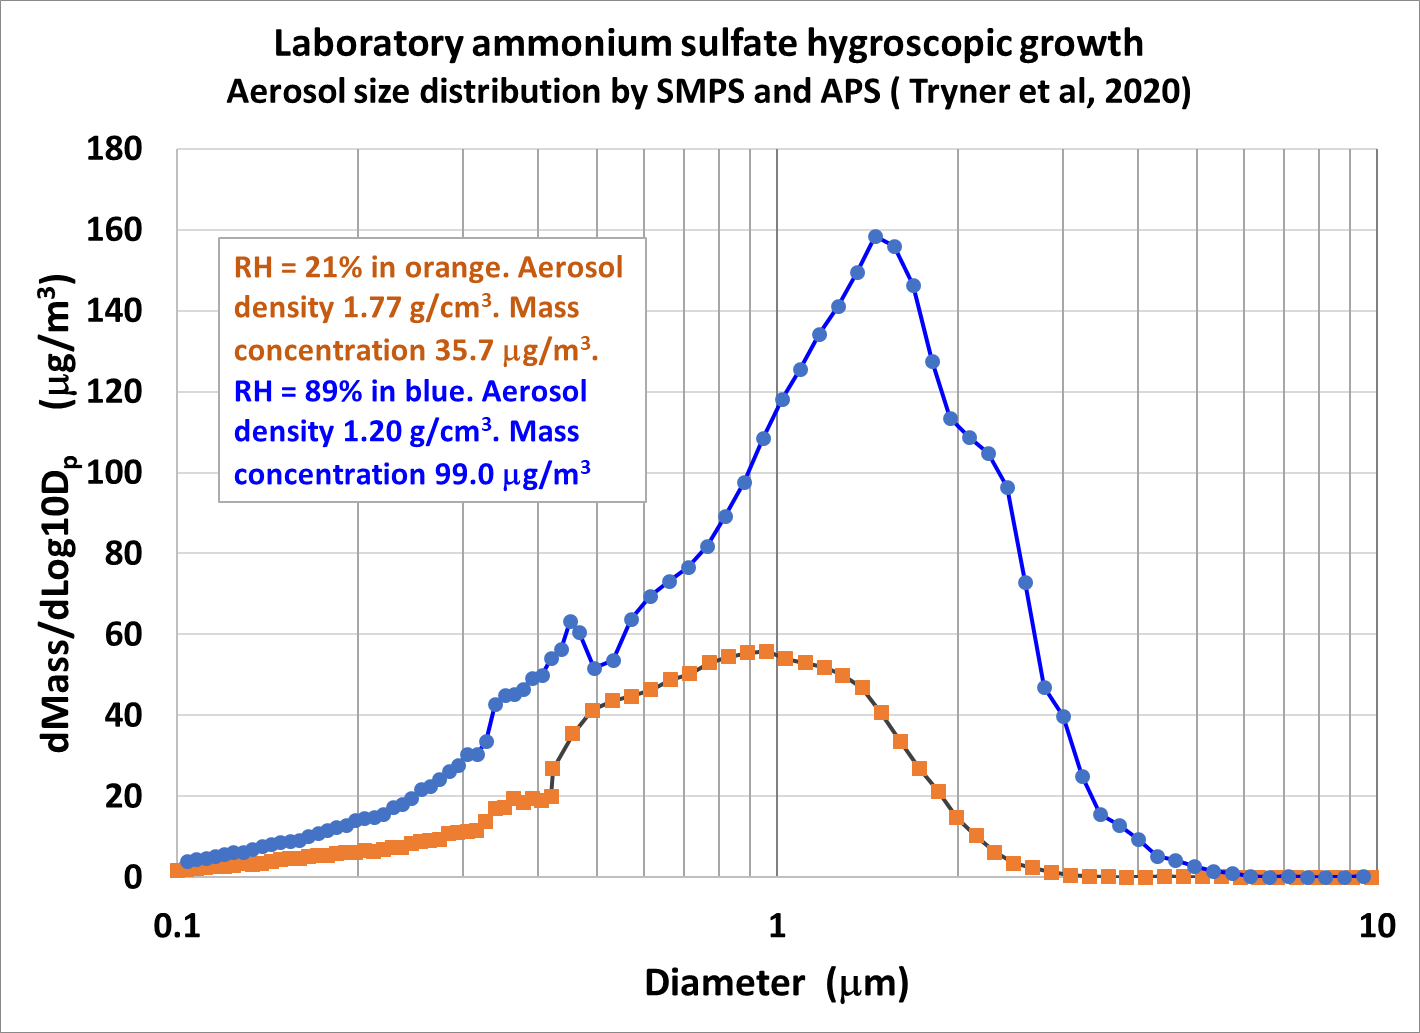 Laboratory ammonium sulfate hygroscopic growth
Aerosol size distribution by SMPS and APS ( Tryner et al, 2020)
dMass/dLog10Dp (μg/m³)
180
160
140
120
100
80
60
40
20
0
RH = 21% in orange. Aerosol
density 1.77 g/cm³. Mass
concentration 35.7 μg/m³.
RH = 89% in blue. Aerosol
density 1.20 g/cm³. Mass
concentration 99.0 μg/m³
0.1
1
10
Diameter (μm)